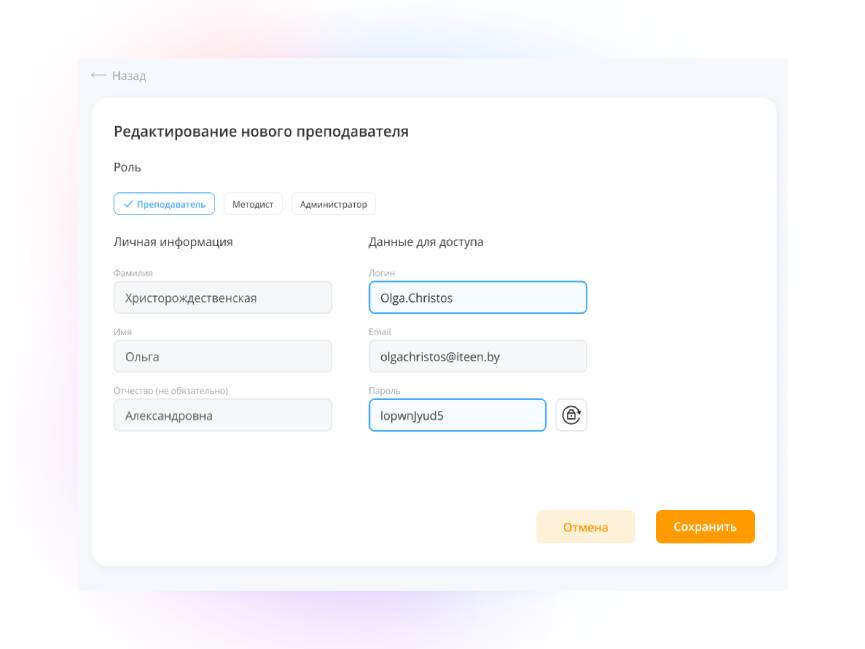 ← Назад
Редактирование нового преподавателя
Роль
Преподаватель Методист Администратор
Личная информация
Фамилия
Христорождественская
Имя
Ольга
Отчество (не обязательно)
Александровна
Данные для доступа
Логин
Olga.Christos
Email
olgachristos@iteen.by
Пароль
lopwnJyud5
Отмена Сохранить